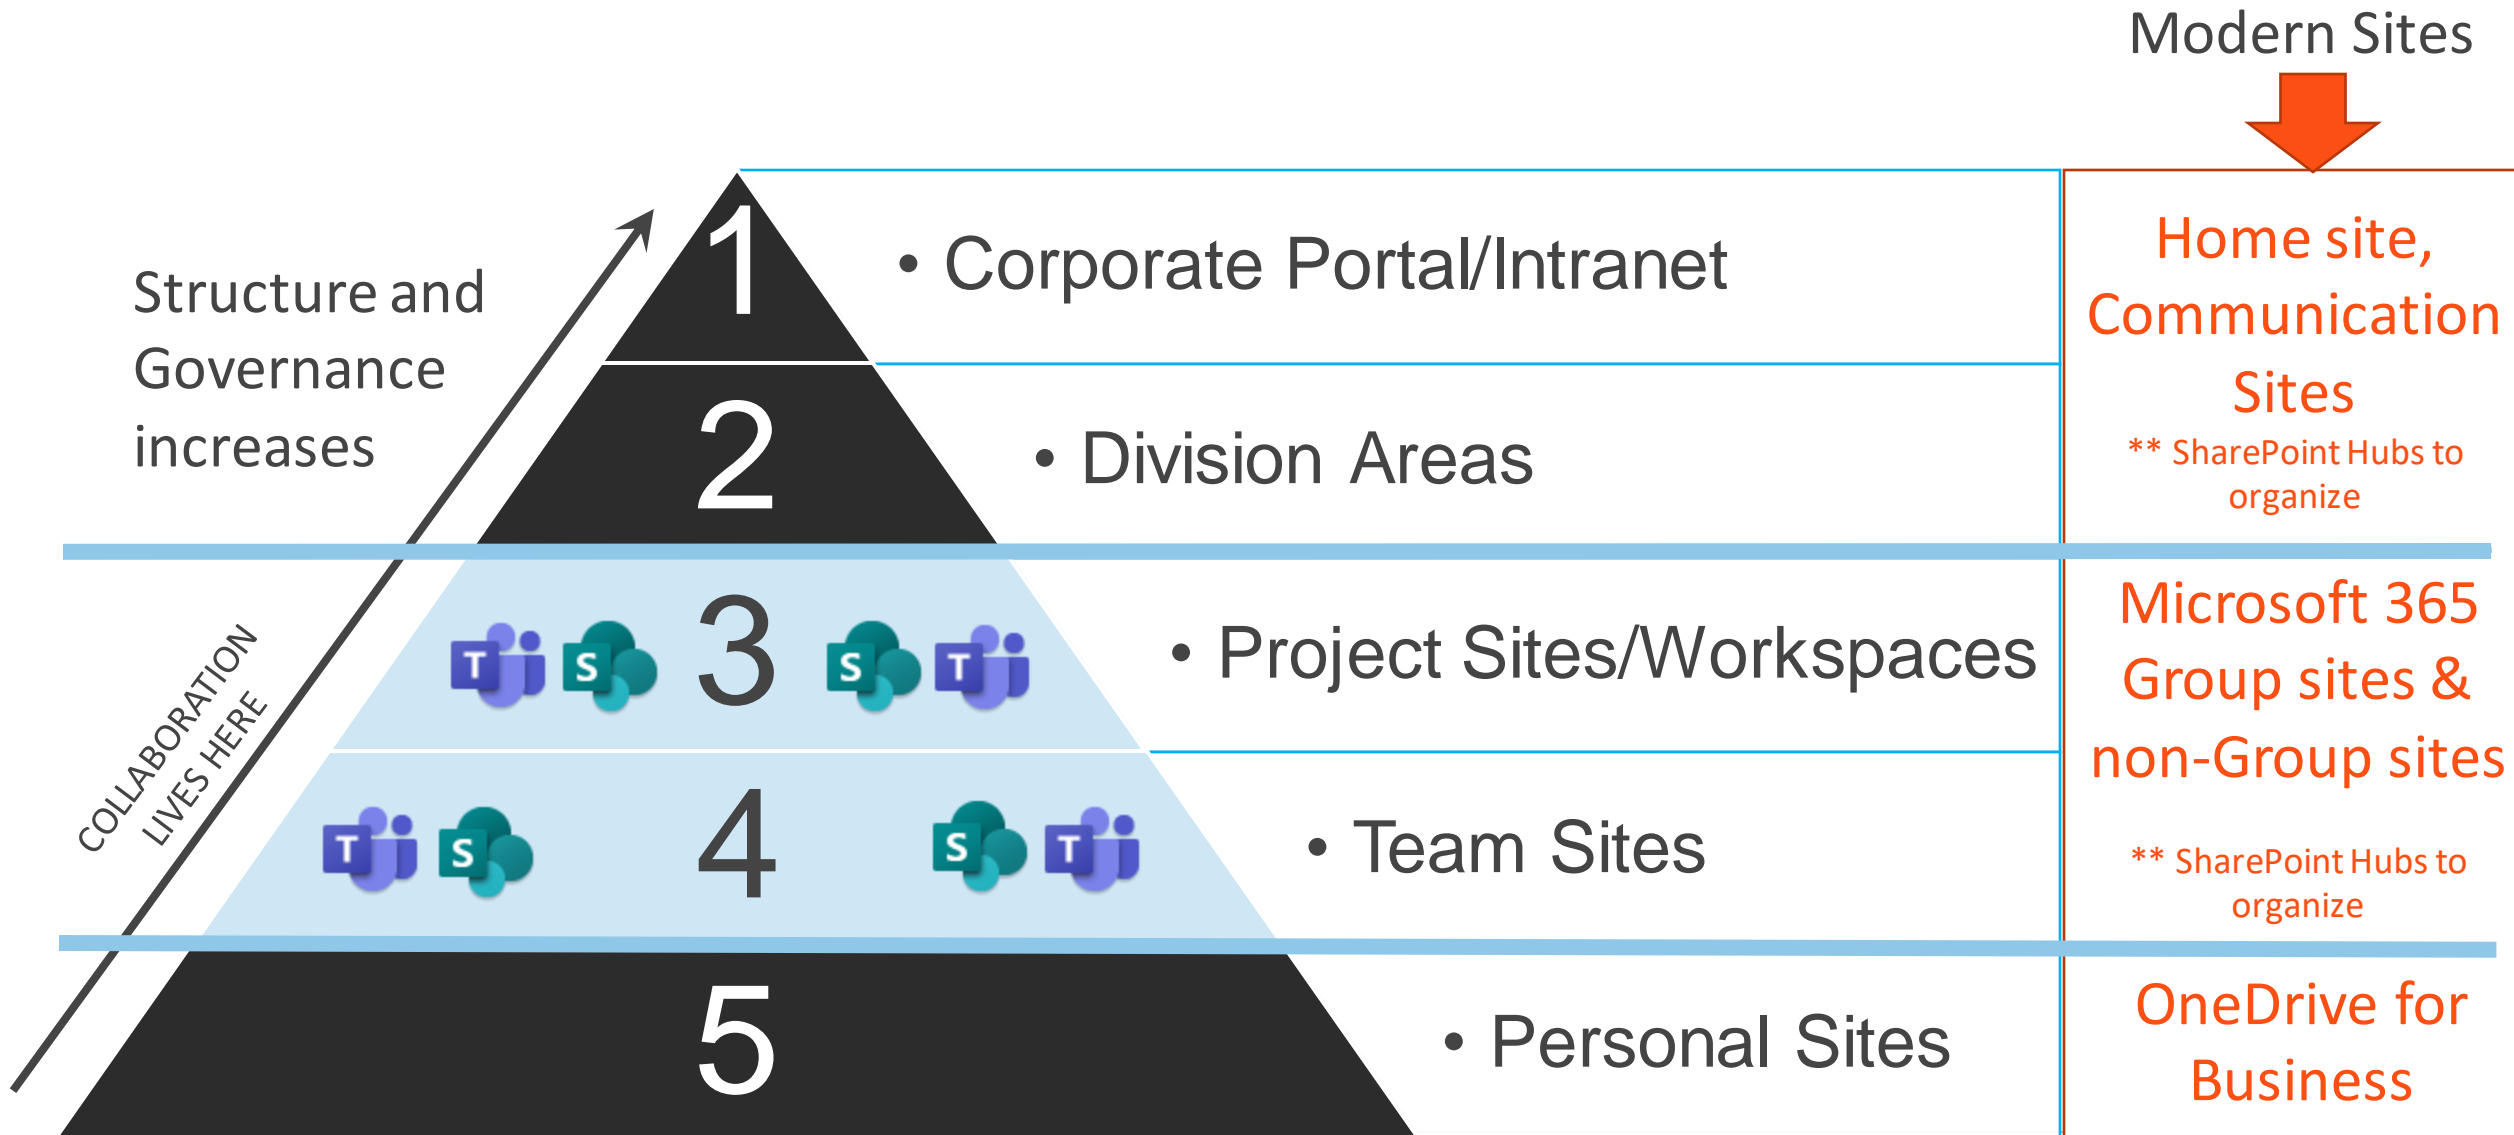 Modern Sites
Structure and
Governance
increases
COLLABORATION
LIVES HERE
1
• Corporate Portal/Intranet
Home site,
Communication
Sites
** SharePoint Hubs to
organize
2
• Division Areas
T
S
3
S
T
• Project Sites/Workspaces
Microsoft 365
Group sites &
non-Group sites
** SharePoint Hubs to
organize
T
S
4
S
T
• Team Sites
5
• Personal Sites
OneDrive for
Business